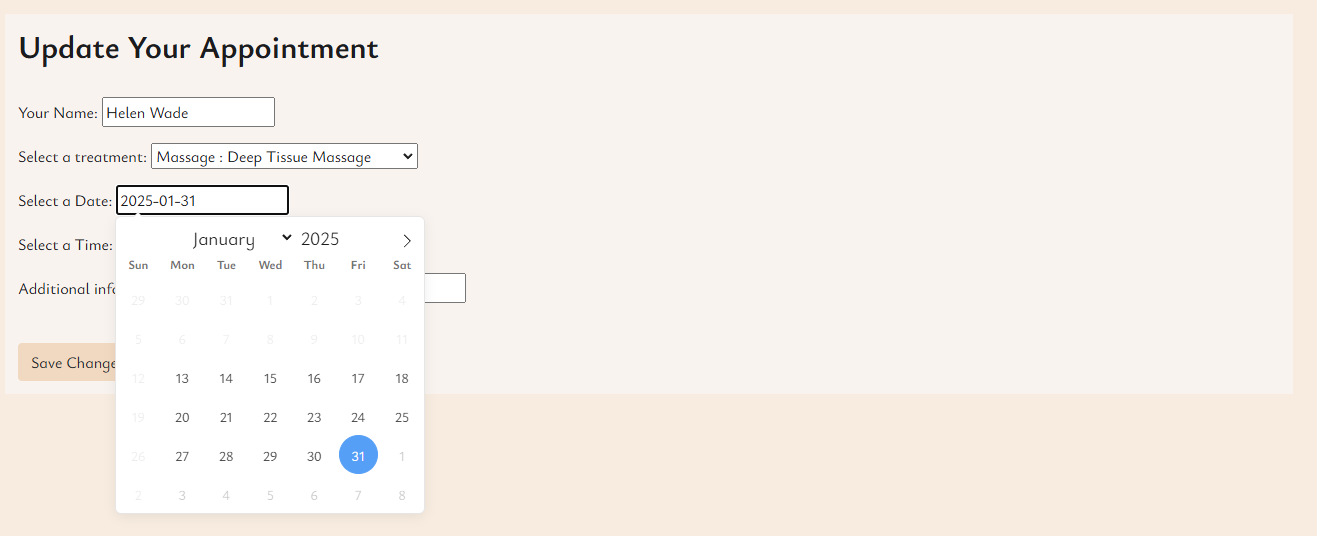 Update Your Appointment
Your Name: Helen Wade
Select a treatment: Massage : Deep Tissue Massage
Select a Date: 2025-01-31
January 2025
Select a Time:
Sun Mon Tue Wed Thu Fri Sat
Additional info
29 30 31 1 2 3 4
5 6 7 8 9 10 11
Save Change
12 13 14 15 16 17 18
19 20 21 22 23 24 25
26 27 28 29 30 31 1
2 3 4 5 6 7 8